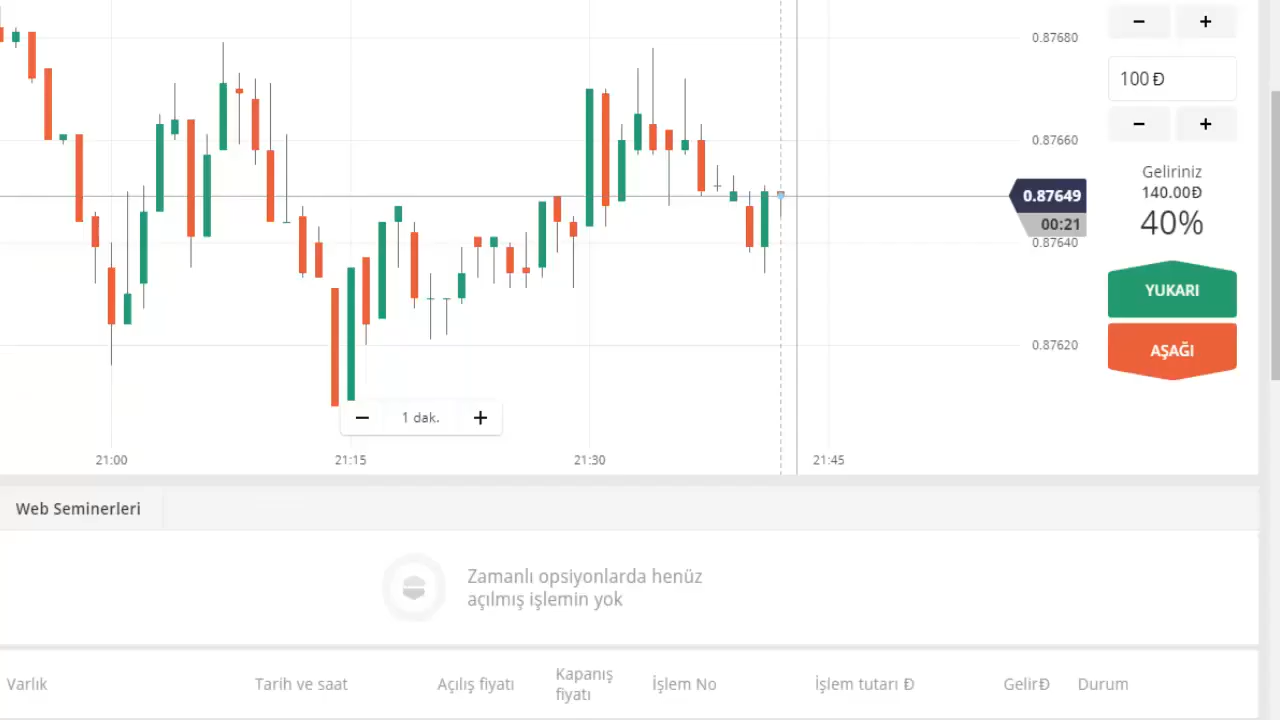 − +
0.87680
100 Đ
− +
0.87660
Geliriniz
140.00Đ
40%
0.87649
00:21
0.87640
YUKARI
AŞAĞI
0.87620
− 1 dak. +
21:00 21:15 21:30 21:45
Web Seminerleri
Zamanlı opsiyonlarda henüz
açılmış işlemin yok
Varlık Tarih ve saat Açılış fiyatı Kapanış fiyatı İşlem No İşlem tutarı Đ GelirĐ Durum